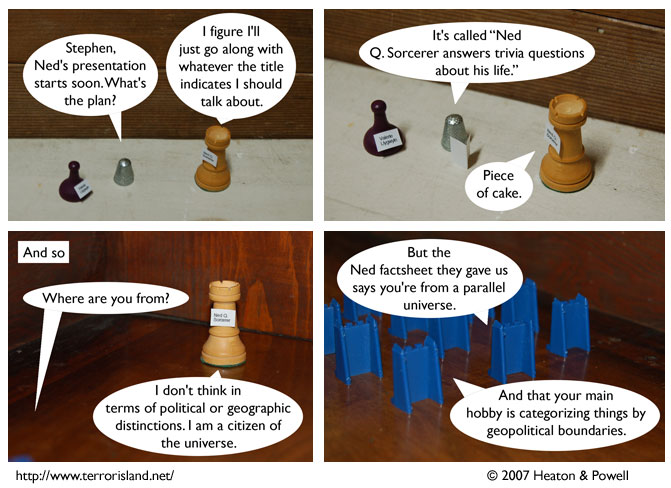 Stephen,
Ned's presentation
starts soon. What's
the plan?
I figure I'll
just go along with
whatever the title
indicates I should
talk about.
It's called “Ned
Q. Sorcerer answers trivia questions
about his life.”
Piece
of cake.
And so
Where are you from?
Ned Q.
Sorcerer
I don't think in
terms of political or geographic
distinctions. I am a citizen of
the universe.
But the
Ned factsheet they gave us
says you're from a parallel
universe.
And that your main
hobby is categorizing things by
geopolitical boundaries.
http://www.terrorisland.net/
© 2007 Heaton & Powell